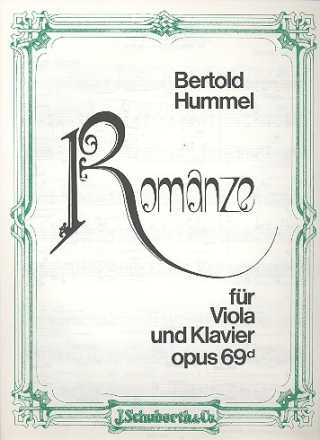 Bertold
Hummel
Romanze
für
Viola
und Klavier
opus 69d
J. Schuberth & Co.